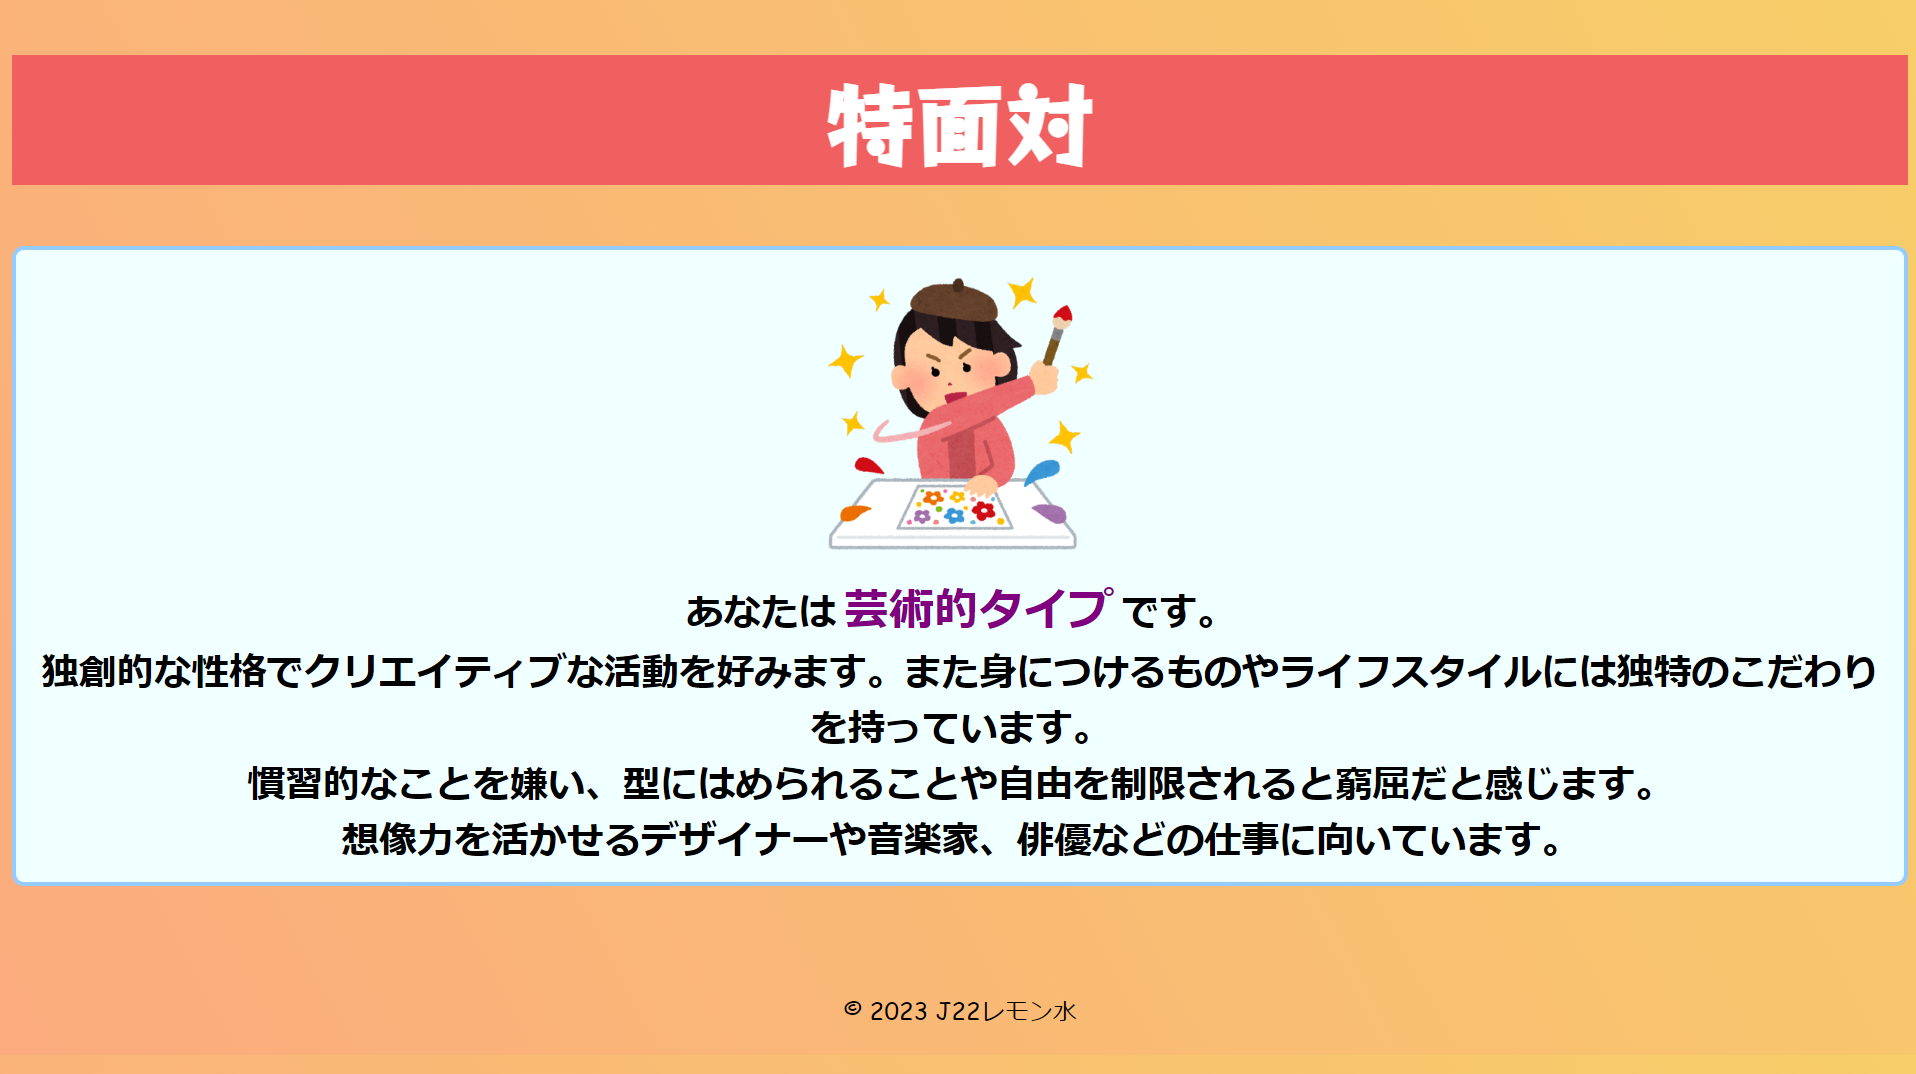 特面対
あなたは 芸術的タイプ です。
独創的な性格でクリエイティブな活動を好みます。また身につけるものやライフスタイルには独特のこだわり
を持っています。
慣習的なことを嫌い、型にはめられることや自由を制限されると窮屈だと感じます。
想像力を活かせるデザイナーや音楽家、俳優などの仕事に向いています。
© 2023 J22レモン水